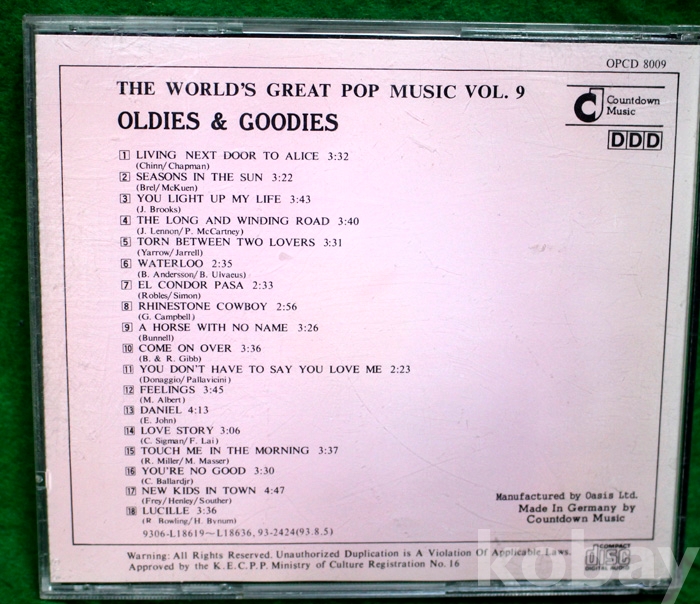 OPCD 8009
THE WORLD'S GREAT POP MUSIC VOL. 9
OLDIES & GOODIES
Countdown
Music
DDD
1 LIVING NEXT DOOR TO ALICE 3:32
(Chinn/Chapman)
2 SEASONS IN THE SUN 3:22
(Brel/McKuen)
3 YOU LIGHT UP MY LIFE 3:43
(J. Brooks)
4 THE LONG AND WINDING ROAD 3:40
(J. Lennon/P. McCartney)
5 TORN BETWEEN TWO LOVERS 3:31
(Yarrow/Jarrell)
6 WATERLOO 2:35
(B. Andersson/B. Ulvaeus)
7 EL CONDOR PASA 2:33
(Robles/Simon)
8 RHINESTONE COWBOY 2:56
(G. Campbell)
9 A HORSE WITH NO NAME 3:26
(Bunnell)
10 COME ON OVER 3:36
(B. & R. Gibb)
11 YOU DON'T HAVE TO SAY YOU LOVE ME 2:23
(Donaggio/Pallavicini)
12 FEELINGS 3:45
(M. Albert)
13 DANIEL 4:13
(E. John)
14 LOVE STORY 3:06
(C. Sigman/F. Lai)
15 TOUCH ME IN THE MORNING 3:37
(R. Miller/M. Masser)
16 YOU'RE NO GOOD 3:30
(C. Ballardjr)
17 NEW KIDS IN TOWN 4:47
(Frey/Henley/Souther)
18 LUCILLE 3:36
(R. Bowling/H. Bynum)
9306-L18619~L18636, 93-2424(93.8.5)
Manufactured by Oasis Ltd.
Made In Germany by
Countdown Music
Warning: All Rights Reserved. Unauthorized Duplication is A Violation Of Applicable Laws.
Approved by the K.E.C.P.P. Ministry of Culture Registration No. 16
COMPACT
disc
DIGITAL AUDIO
kobay